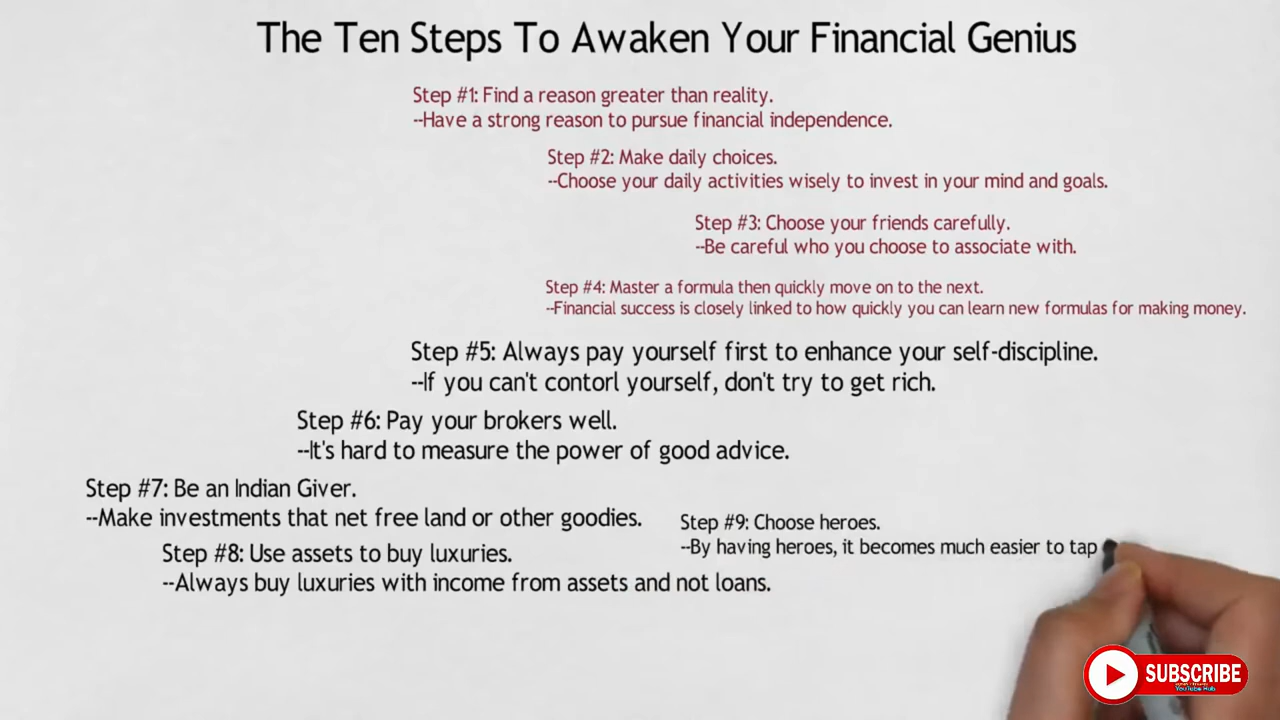 The Ten Steps To Awaken Your Financial Genius
Step #1: Find a reason greater than reality.
--Have a strong reason to pursue financial independence.
Step #2: Make daily choices.
--Choose your daily activities wisely to invest in your mind and goals.
Step #3: Choose your friends carefully.
--Be careful who you choose to associate with.
Step #4: Master a formula then quickly move on to the next.
--Financial success is closely linked to how quickly you can learn new formulas for making money.
Step #5: Always pay yourself first to enhance your self-discipline.
--If you can't contorl yourself, don't try to get rich.
Step #6: Pay your brokers well.
--It's hard to measure the power of good advice.
Step #7: Be an Indian Giver.
--Make investments that net free land or other goodies.
Step #8: Use assets to buy luxuries.
--Always buy luxuries with income from assets and not loans.
Step #9: Choose heroes.
--By having heroes, it becomes much easier to tap
SUBSCRIBE
YouTube Hub